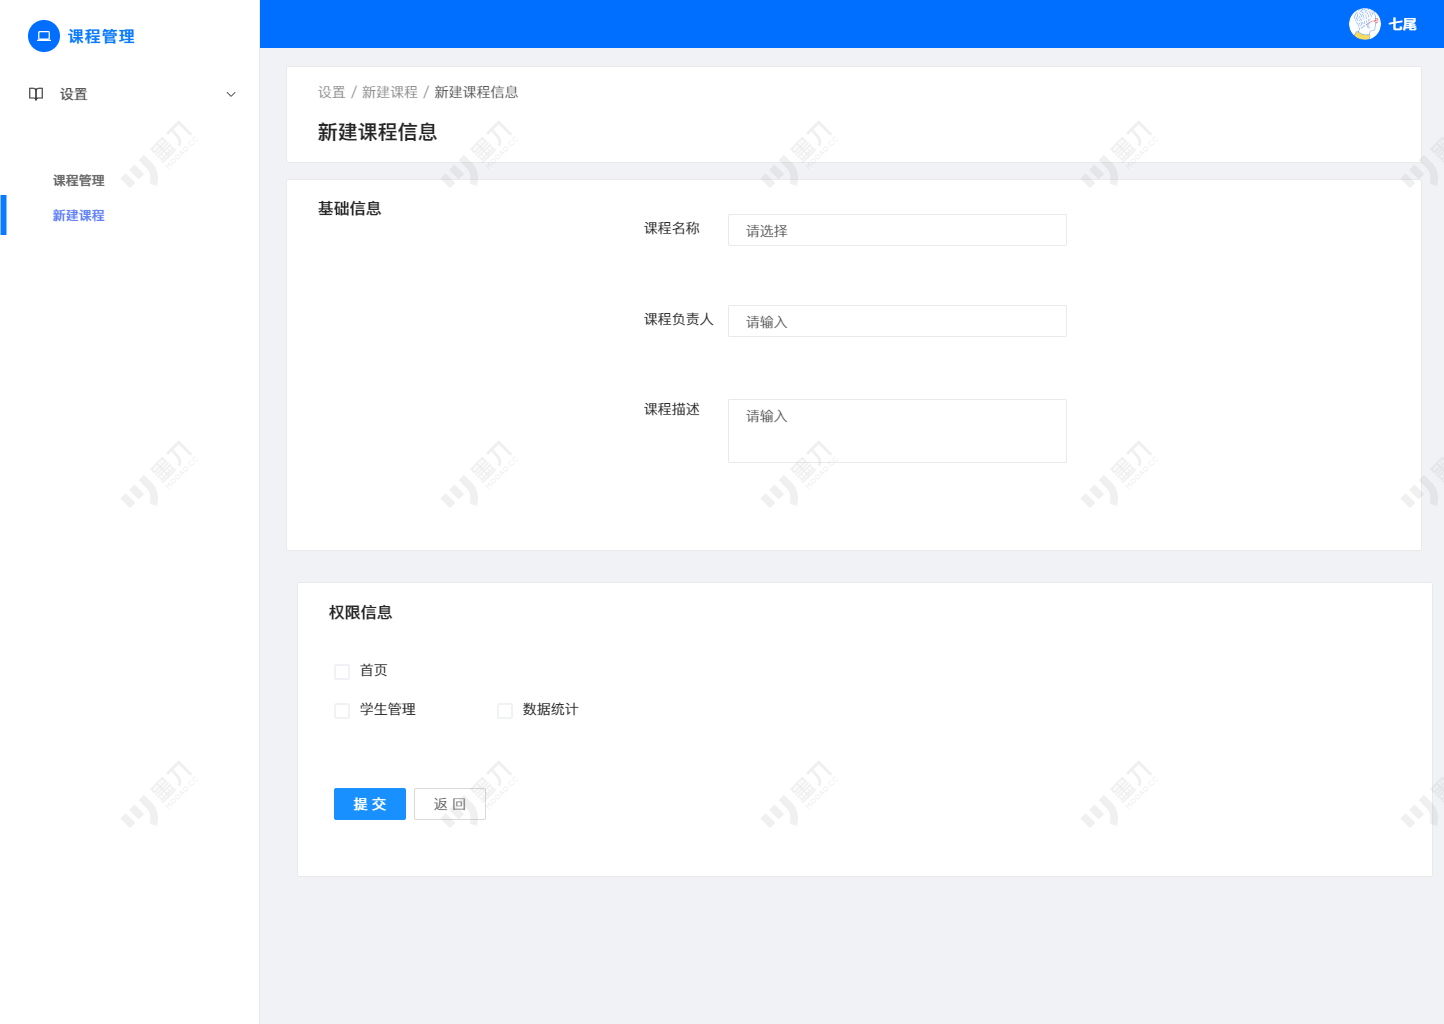 课程管理
七尾
设置
课程管理
新建课程
设置 / 新建课程 / 新建课程信息
新建课程信息
基础信息
课程名称
请选择
课程负责人
请输入
课程描述
请输入
权限信息
首页
学生管理
数据统计
提 交
返 回
墨刀
MODAO.CC